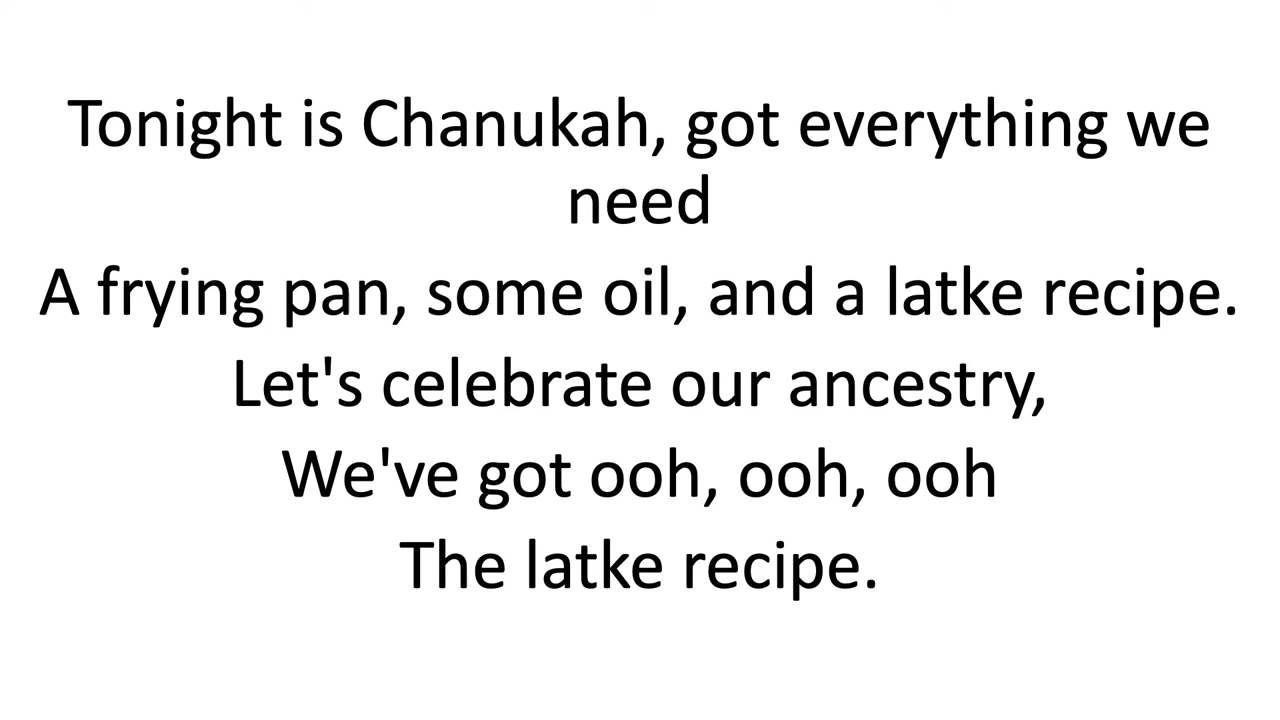 Tonight is Chanukah, got everything we
need
A frying pan, some oil, and a latke recipe.
Let's celebrate our ancestry,
We've got ooh, ooh, ooh
The latke recipe.